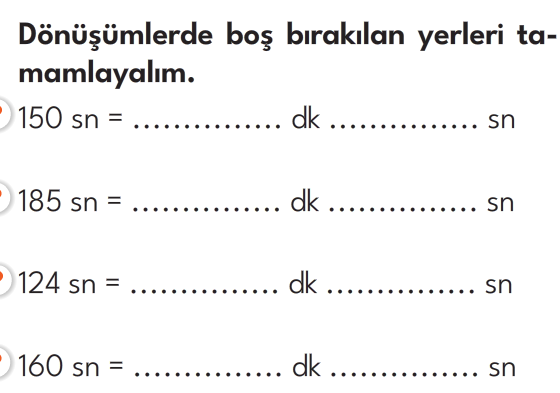 Dönüşümlerde boş bırakılan yerleri ta-
mamlayalım.
150 sn = ............... dk ............... sn
185 sn = ............... dk ............... sn
124 sn = ............... dk ............... sn
160 sn = ............... dk ............... sn